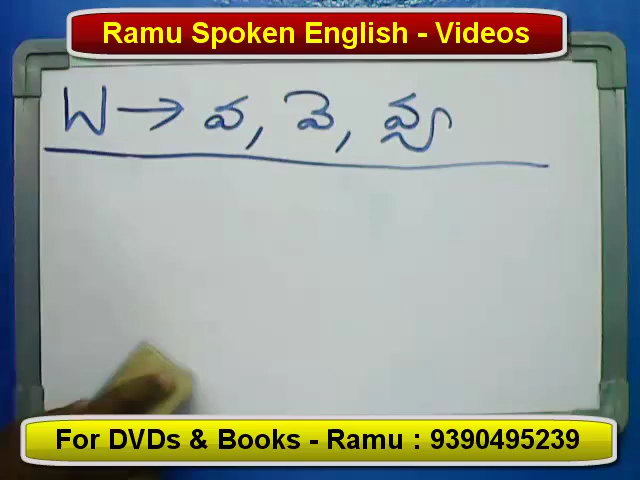 Ramu Spoken English - Videos
W → వ, వె, వ్వ
For DVDs & Books - Ramu : 9390495239